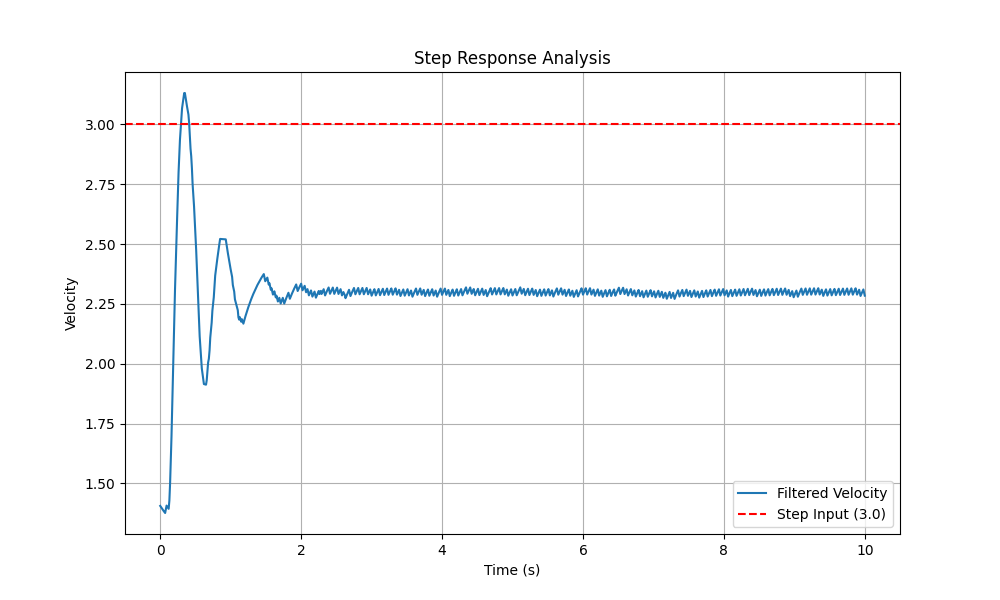 Step Response Analysis
Velocity
3.00
2.75
2.50
2.25
2.00
1.75
1.50
Filtered Velocity
Step Input (3.0)
0
2
4
6
8
10
Time (s)